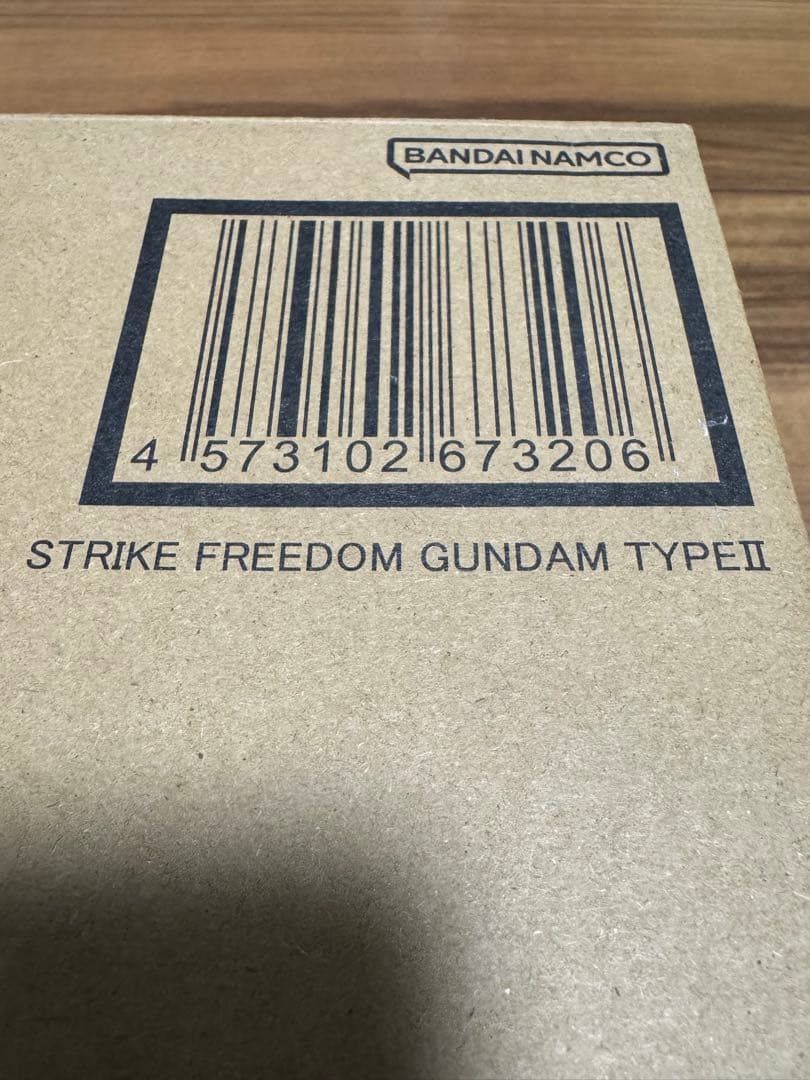 BANDAI NAMCO
4 573102 673206
STRIKE FREEDOM GUNDAM TYPEⅡ